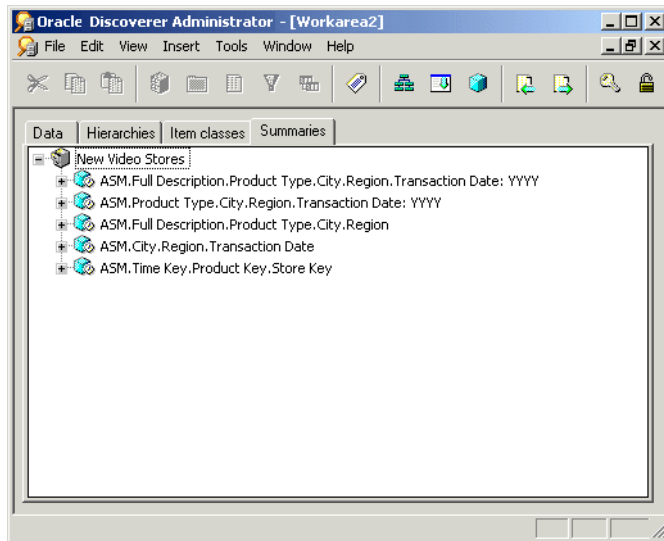 Oracle Discoverer Administrator - [Workarea2]
File Edit View Insert Tools Window Help
Data Hierarchies Item classes Summaries
New Video Stores
ASM.Full Description.Product Type.City.Region.Transaction Date: YYYY
ASM.Product Type.City.Region.Transaction Date: YYYY
ASM.Full Description.Product Type.City.Region
ASM.City.Region.Transaction Date
ASM.Time Key.Product Key.Store Key